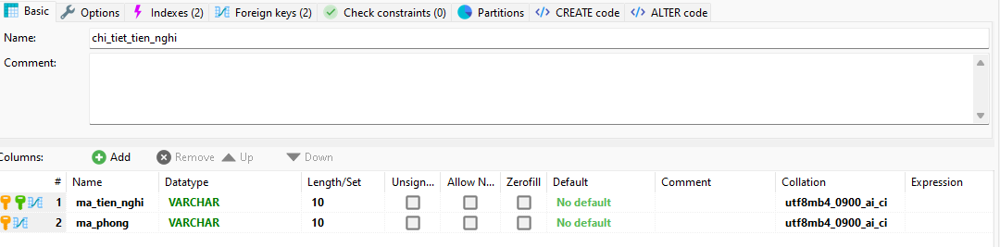 Basic Options Indexes (2) Foreign keys (2) Check constraints (0) Partitions CREATE code ALTER code
Name: chi_tiet_tien_nghi
Comment:
Columns: Add Remove Up Down
# Name Datatype Length/Set Unsign... Allow N... Zerofill Default Comment Collation Expression
1 ma_tien_nghi VARCHAR 10 No default utf8mb4_0900_ai_ci
2 ma_phong VARCHAR 10 No default utf8mb4_0900_ai_ci